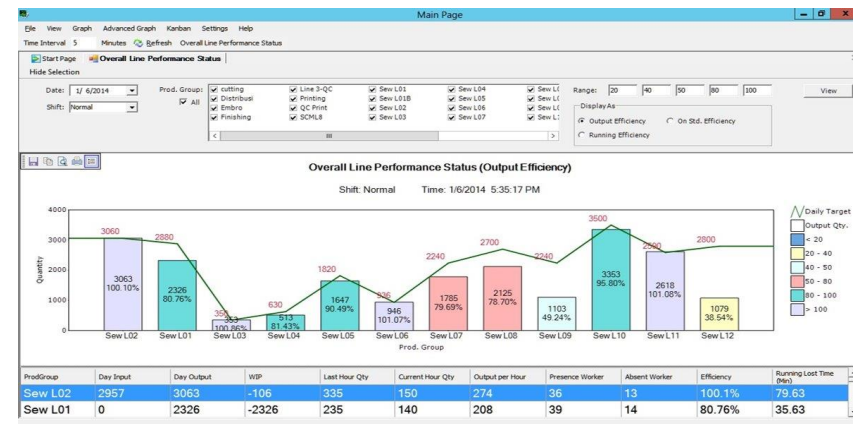 Main Page
File View Graph Advanced Graph Kanban Settings Help
Time Interval 5 Minutes Refresh Overall Line Performance Status
Start Page Overall Line Performance Status
Hide Selection
Date: 1/ 6/2014 Prod. Group: cutting Line 3-QC Sew L01 Sew L04 Range: 20 40 50 80 100 View
All Distribusi Printing Sew L01B Sew L05 Display As
Shift: Normal Embro QC Print Sew L02 Sew L06 Output Efficiency On Std. Efficiency
Finishing SCML8 Sew L03 Sew L07 Running Efficiency
Overall Line Performance Status (Output Efficiency)
Shift: Normal Time: 1/6/2014 5:35:17 PM
Quantity
4000
3000
2000
1000
0
3060 2880 350 630 1820 936 2240 2700 2240 3500 2590 2800
3063 2326 353 513 1647 946 1785 2125 1103 3353 2618 1079
100.10% 80.76% 100.86% 81.43% 90.49% 101.07% 79.69% 78.70% 49.24% 95.80% 101.08% 38.54%
Sew L02 Sew L01 Sew L03 Sew L04 Sew L05 Sew L06 Sew L07 Sew L08 Sew L09 Sew L10 Sew L11 Sew L12
Prod. Group
Daily Target
Output Qty.
< 20
20 - 40
40 - 50
50 - 80
80 - 100
> 100
ProdGroup Day Input Day Output WIP Last Hour Qty Current Hour Qty Output per Hour Presence Worker Absent Worker Efficiency Running Lost Time (Min)
Sew L02 2957 3063 -106 335 150 274 36 13 100.1% 79.63
Sew L01 0 2326 -2326 235 140 208 39 14 80.76% 35.63